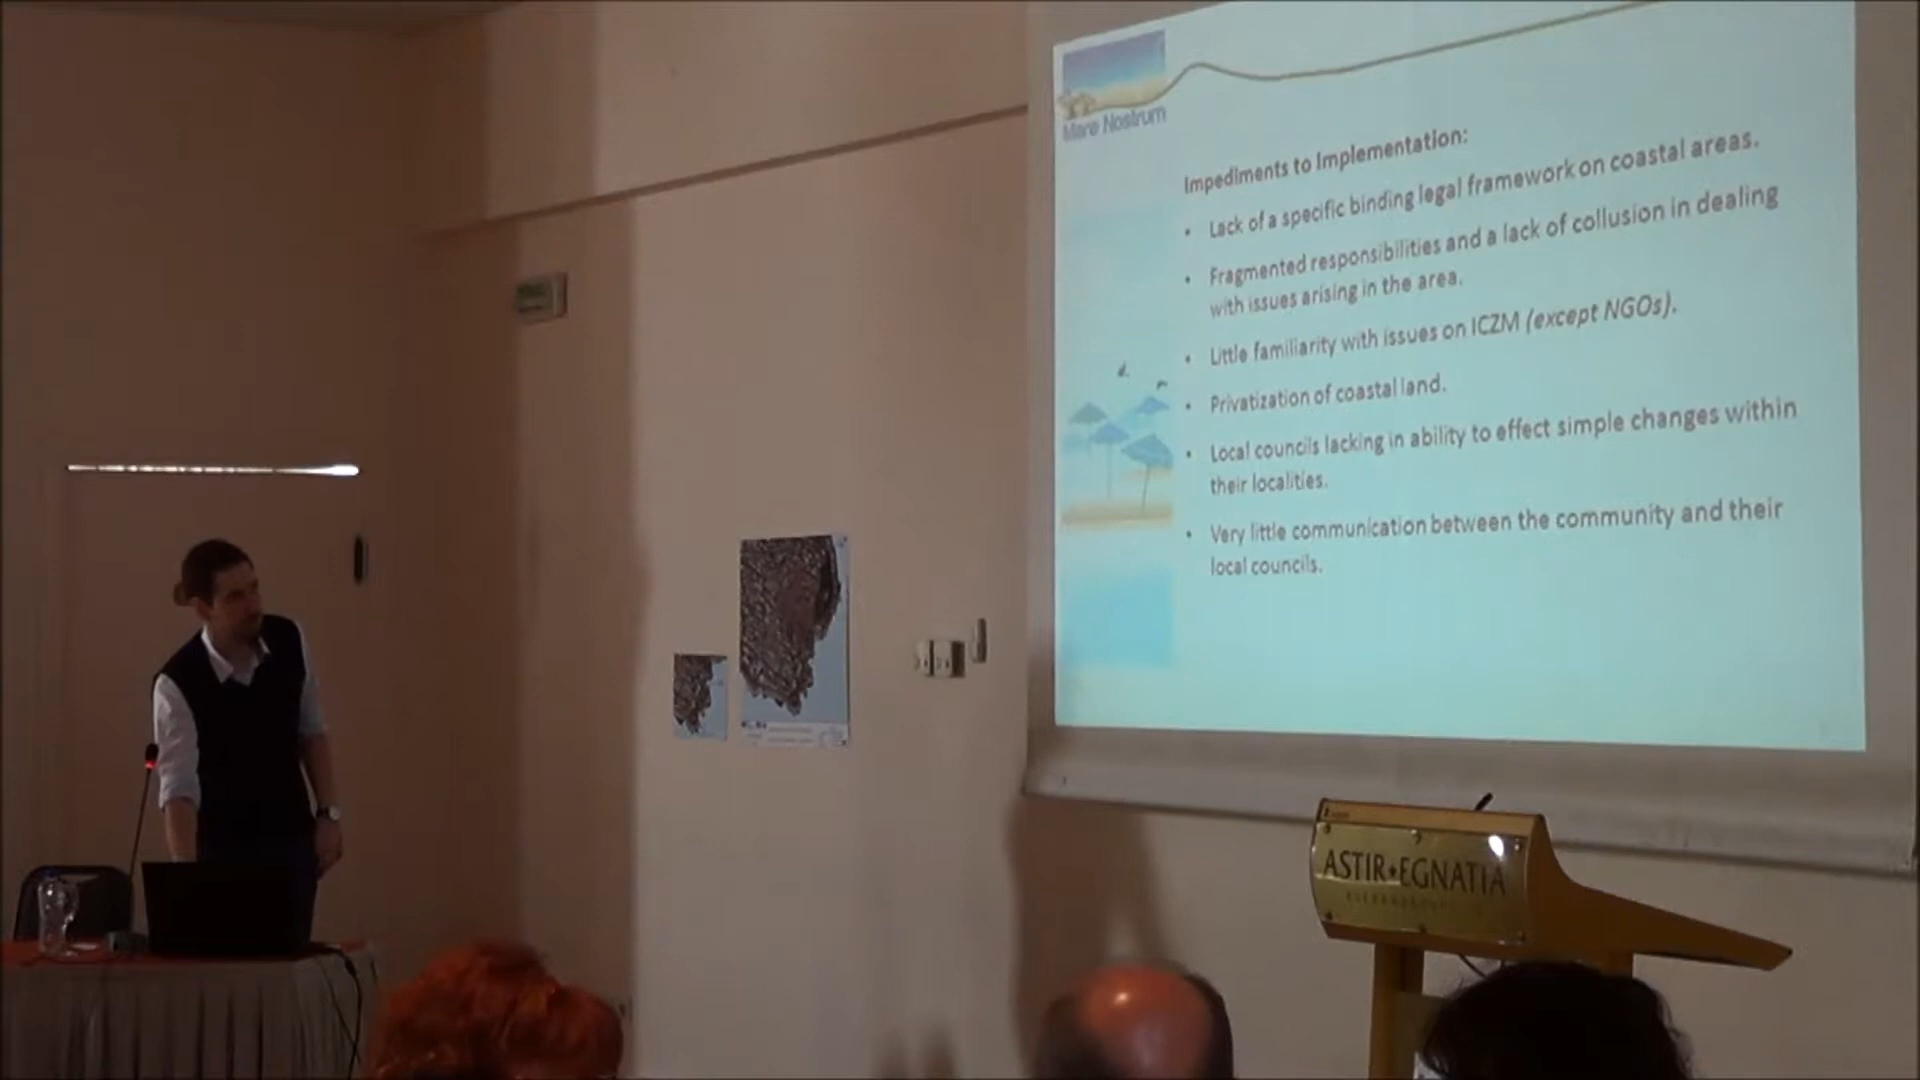 Mare Nostrum
Impediments to Implementation:
• Lack of a specific binding legal framework on coastal areas.
• Fragmented responsibilities and a lack of collusion in dealing
with issues arising in the area.
• Little familiarity with issues on ICZM (except NGOs).
• Privatization of coastal land.
• Local councils lacking in ability to effect simple changes within
their localities.
• Very little communication between the community and their
local councils.
ASTIR EGNATIA